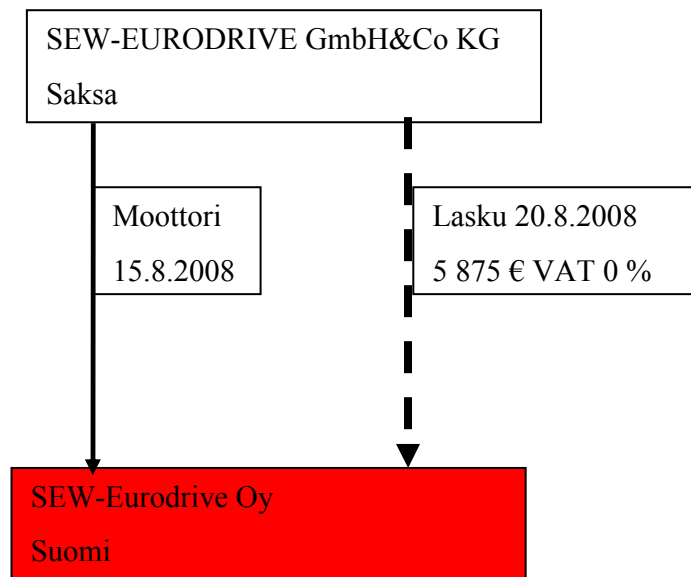 SEW-EURODRIVE GmbH&Co KG
Saksa
Moottori
15.8.2008
Lasku 20.8.2008
5 875 € VAT 0 %
SEW-Eurodrive Oy
Suomi